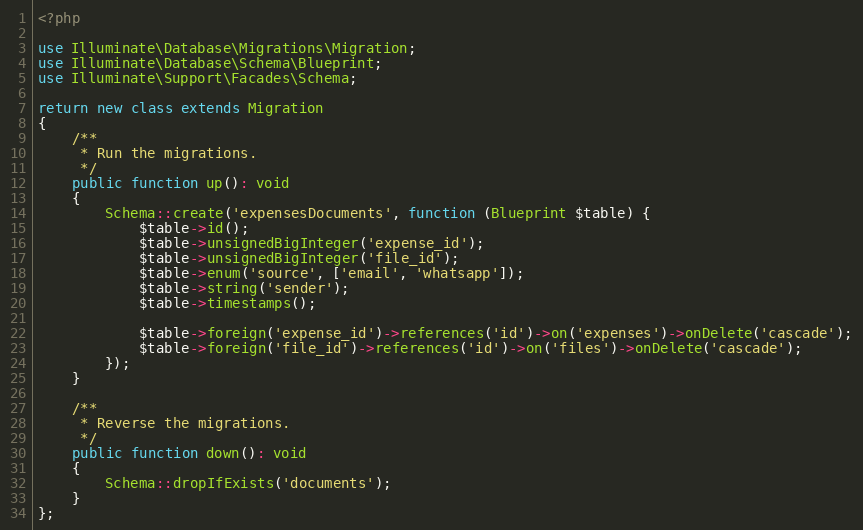 1 <?php
2
3 use Illuminate\Database\Migrations\Migration;
4 use Illuminate\Database\Schema\Blueprint;
5 use Illuminate\Support\Facades\Schema;
6
7 return new class extends Migration
8 {
9     /**
10      * Run the migrations.
11      */
12     public function up(): void
13     {
14         Schema::create('expensesDocuments', function (Blueprint $table) {
15             $table->id();
16             $table->unsignedBigInteger('expense_id');
17             $table->unsignedBigInteger('file_id');
18             $table->enum('source', ['email', 'whatsapp']);
19             $table->string('sender');
20             $table->timestamps();
21
22             $table->foreign('expense_id')->references('id')->on('expenses')->onDelete('cascade');
23             $table->foreign('file_id')->references('id')->on('files')->onDelete('cascade');
24         });
25     }
26
27     /**
28      * Reverse the migrations.
29      */
30     public function down(): void
31     {
32         Schema::dropIfExists('documents');
33     }
34 };